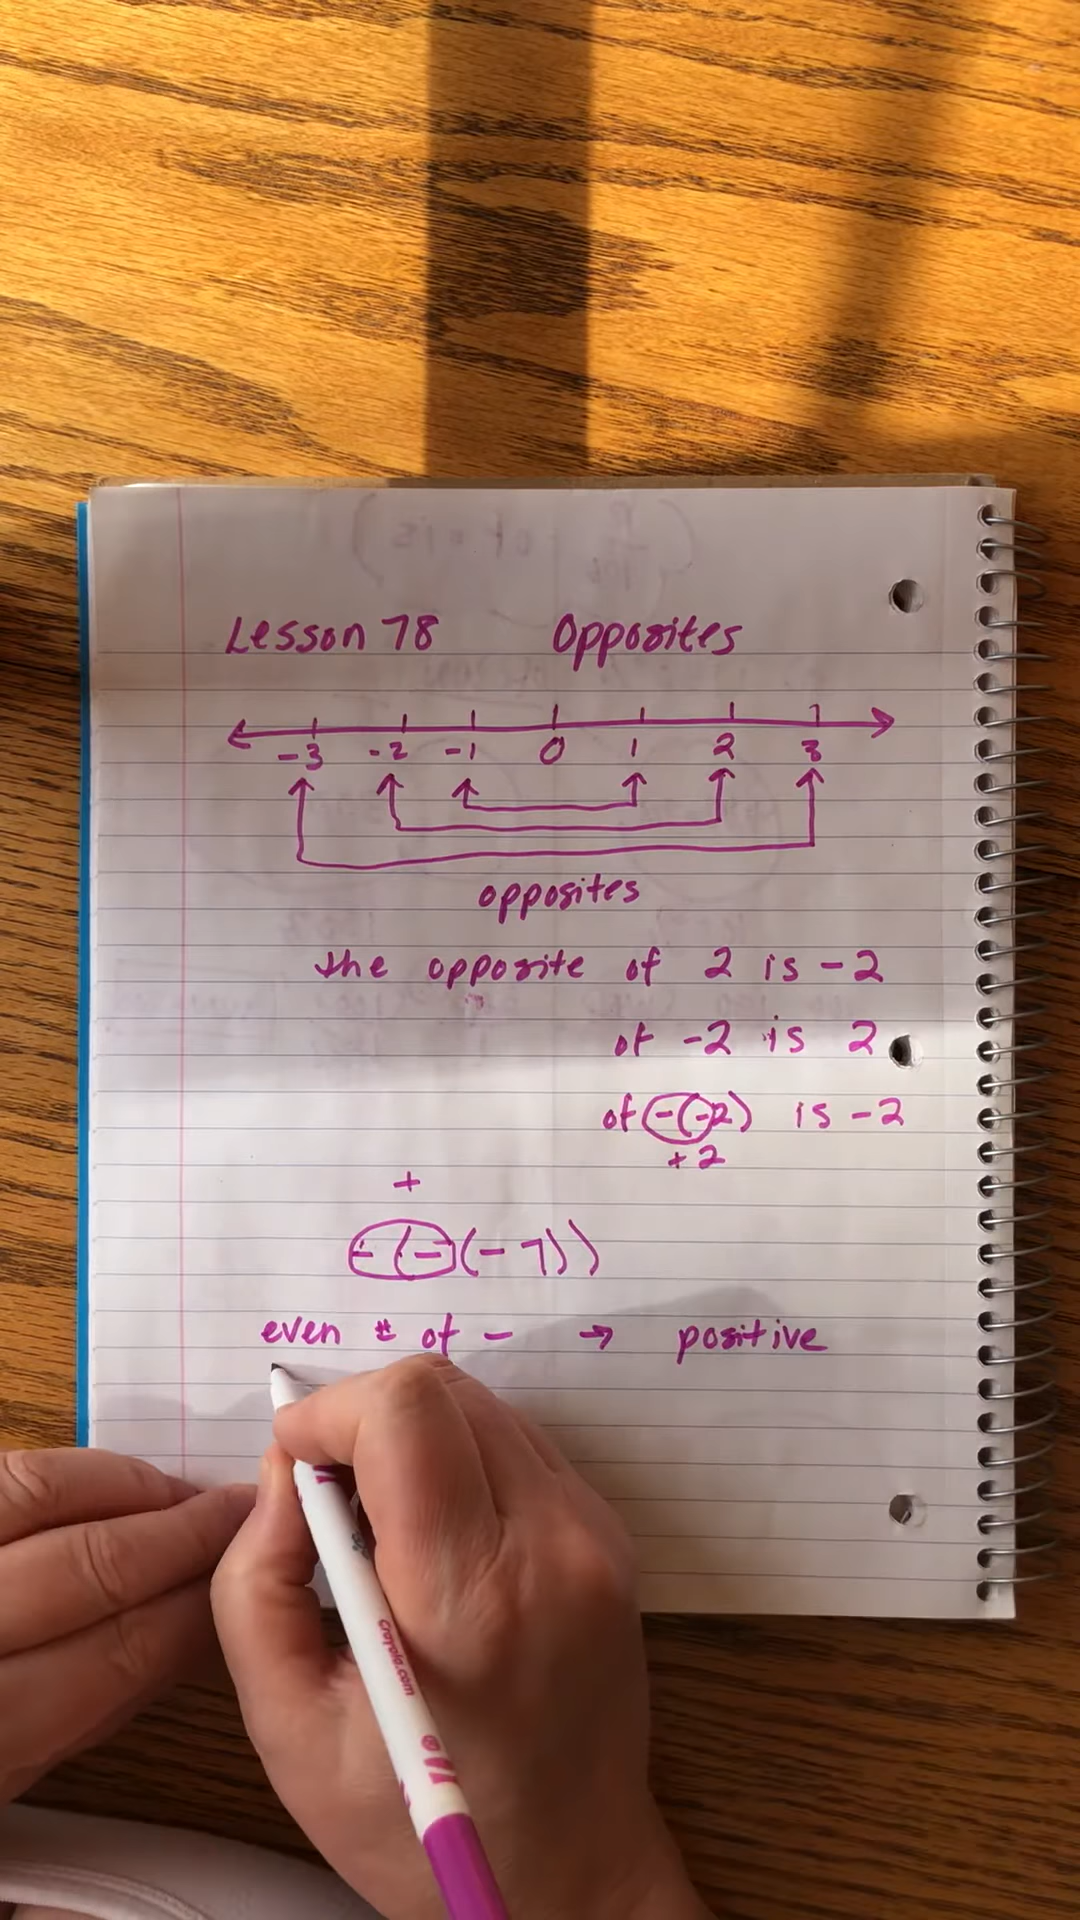 Lesson 78 Opposites
-3 -2 -1 0 1 2 3
opposites
the opposite of 2 is -2
of -2 is 2
of -(-2) is -2
+2
+
-(-(-7))
even # of - → positive
crayola.com